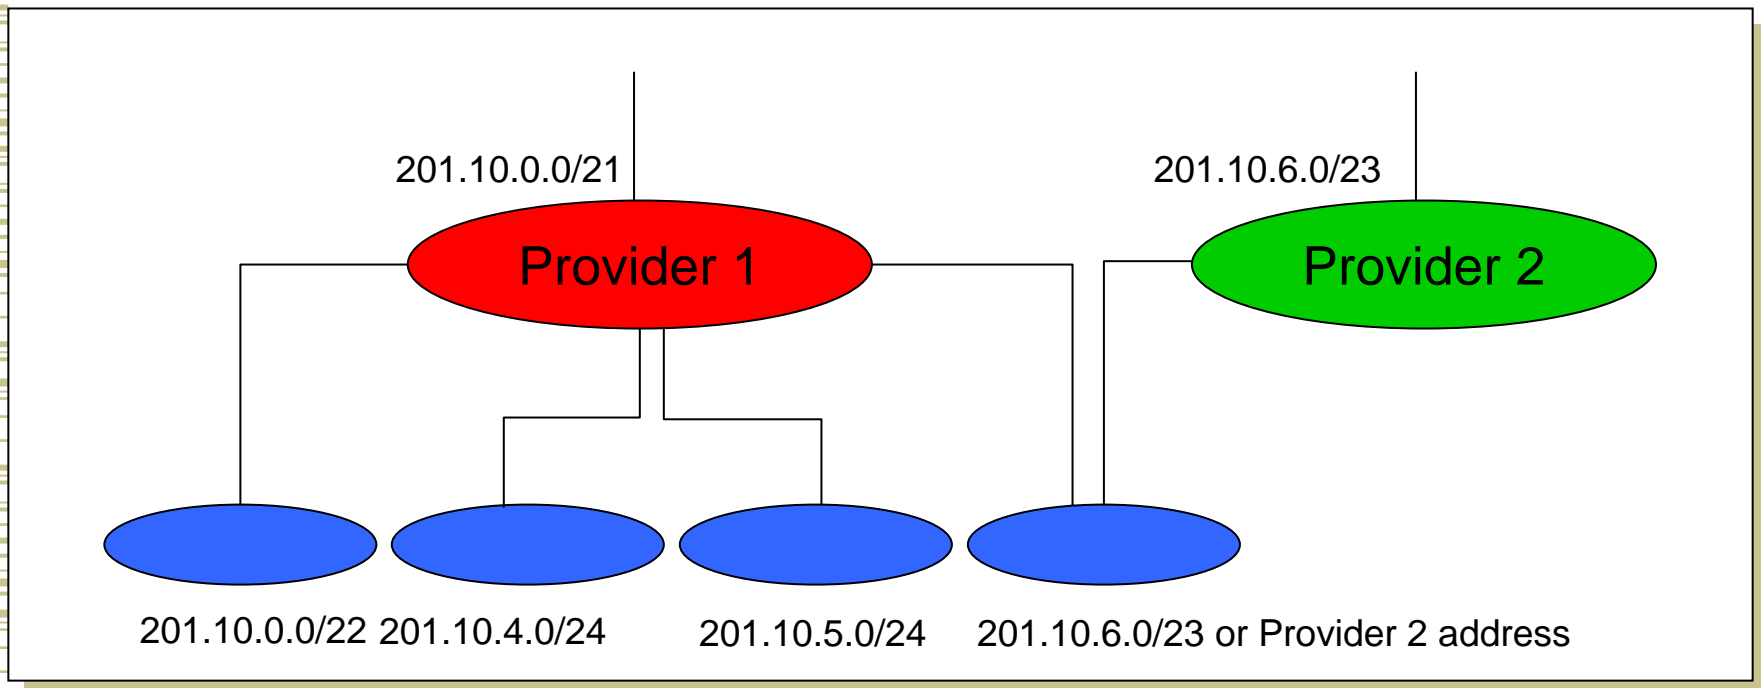 201.10.0.0/21
201.10.6.0/23
Provider 1
Provider 2
201.10.0.0/22
201.10.4.0/24
201.10.5.0/24
201.10.6.0/23 or Provider 2 address